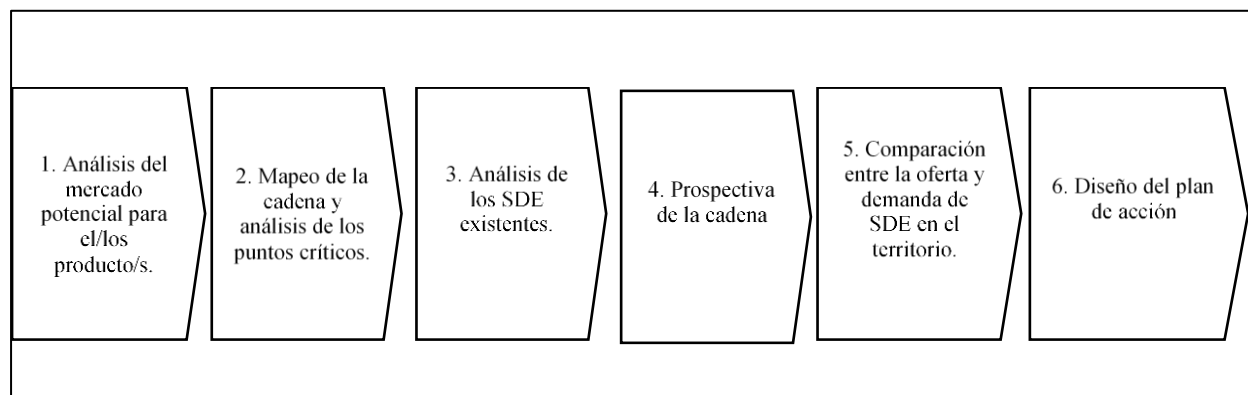 1. Análisis del
mercado
potencial para
el/los
producto/s.
2. Mapeo de la
cadena y
análisis de los
puntos críticos.
3. Análisis de
los SDE
existentes.
4. Prospectiva
de la cadena
5. Comparación
entre la oferta y
demanda de
SDE en el
territorio.
6. Diseño del plan
de acción